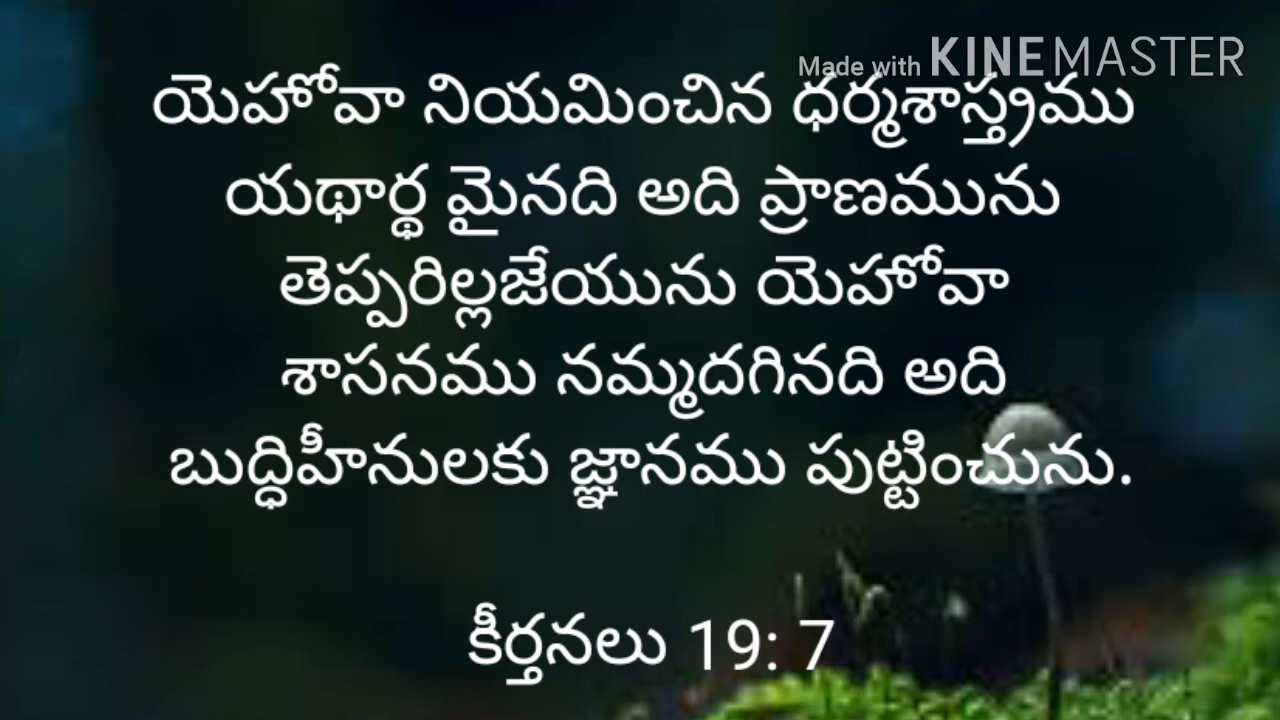 Made with KINEMASTER
యెహోవా నియమించిన ధర్మశాస్త్రము
యథార్థ మైనది అది ప్రాణమును
తెప్పరిల్లజేయును యెహోవా
శాసనము నమ్మదగినది అది
బుద్ధిహీనులకు జ్ఞానము పుట్టించును.
కీర్తనలు 19: 7